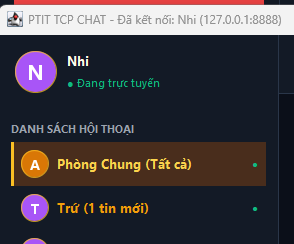 PTIT TCP CHAT - Đã kết nối: Nhi (127.0.0.1:8888)
N
Nhi
● Đang trực tuyến
DANH SÁCH HỘI THOẠI
P
Phòng Chung (Tất cả)
T
Trứ (1 tin mới)